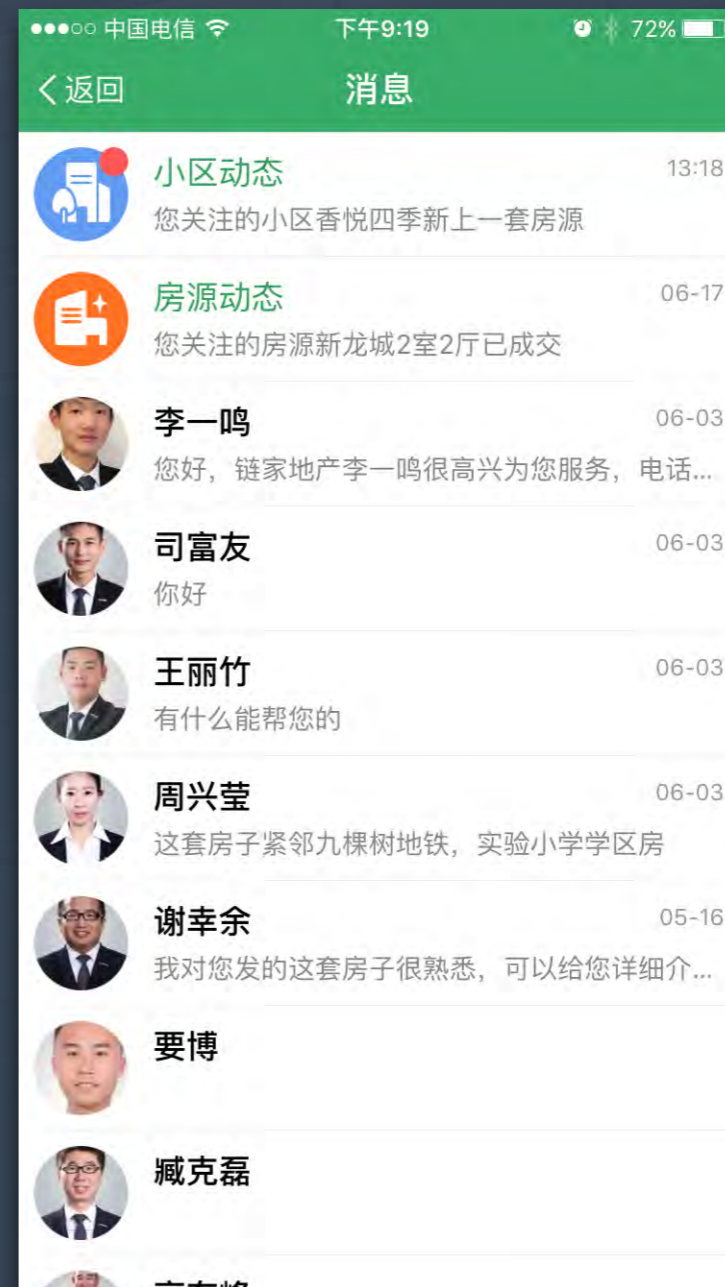 中国电信 下午9:19 72%
返回 消息
小区动态 13:18
您关注的小区香悦四季新上一套房源
房源动态 06-17
您关注的房源新龙城2室2厅已成交
李一鸣 06-03
您好，链家地产李一鸣很高兴为您服务，电话...
司富友 06-03
你好
王丽竹 06-03
有什么能帮您的
周兴莹 06-03
这套房子紧邻九棵树地铁，实验小学学区房
谢幸余 05-16
我对您发的这套房子很熟悉，可以给您详细介...
要博
臧克磊